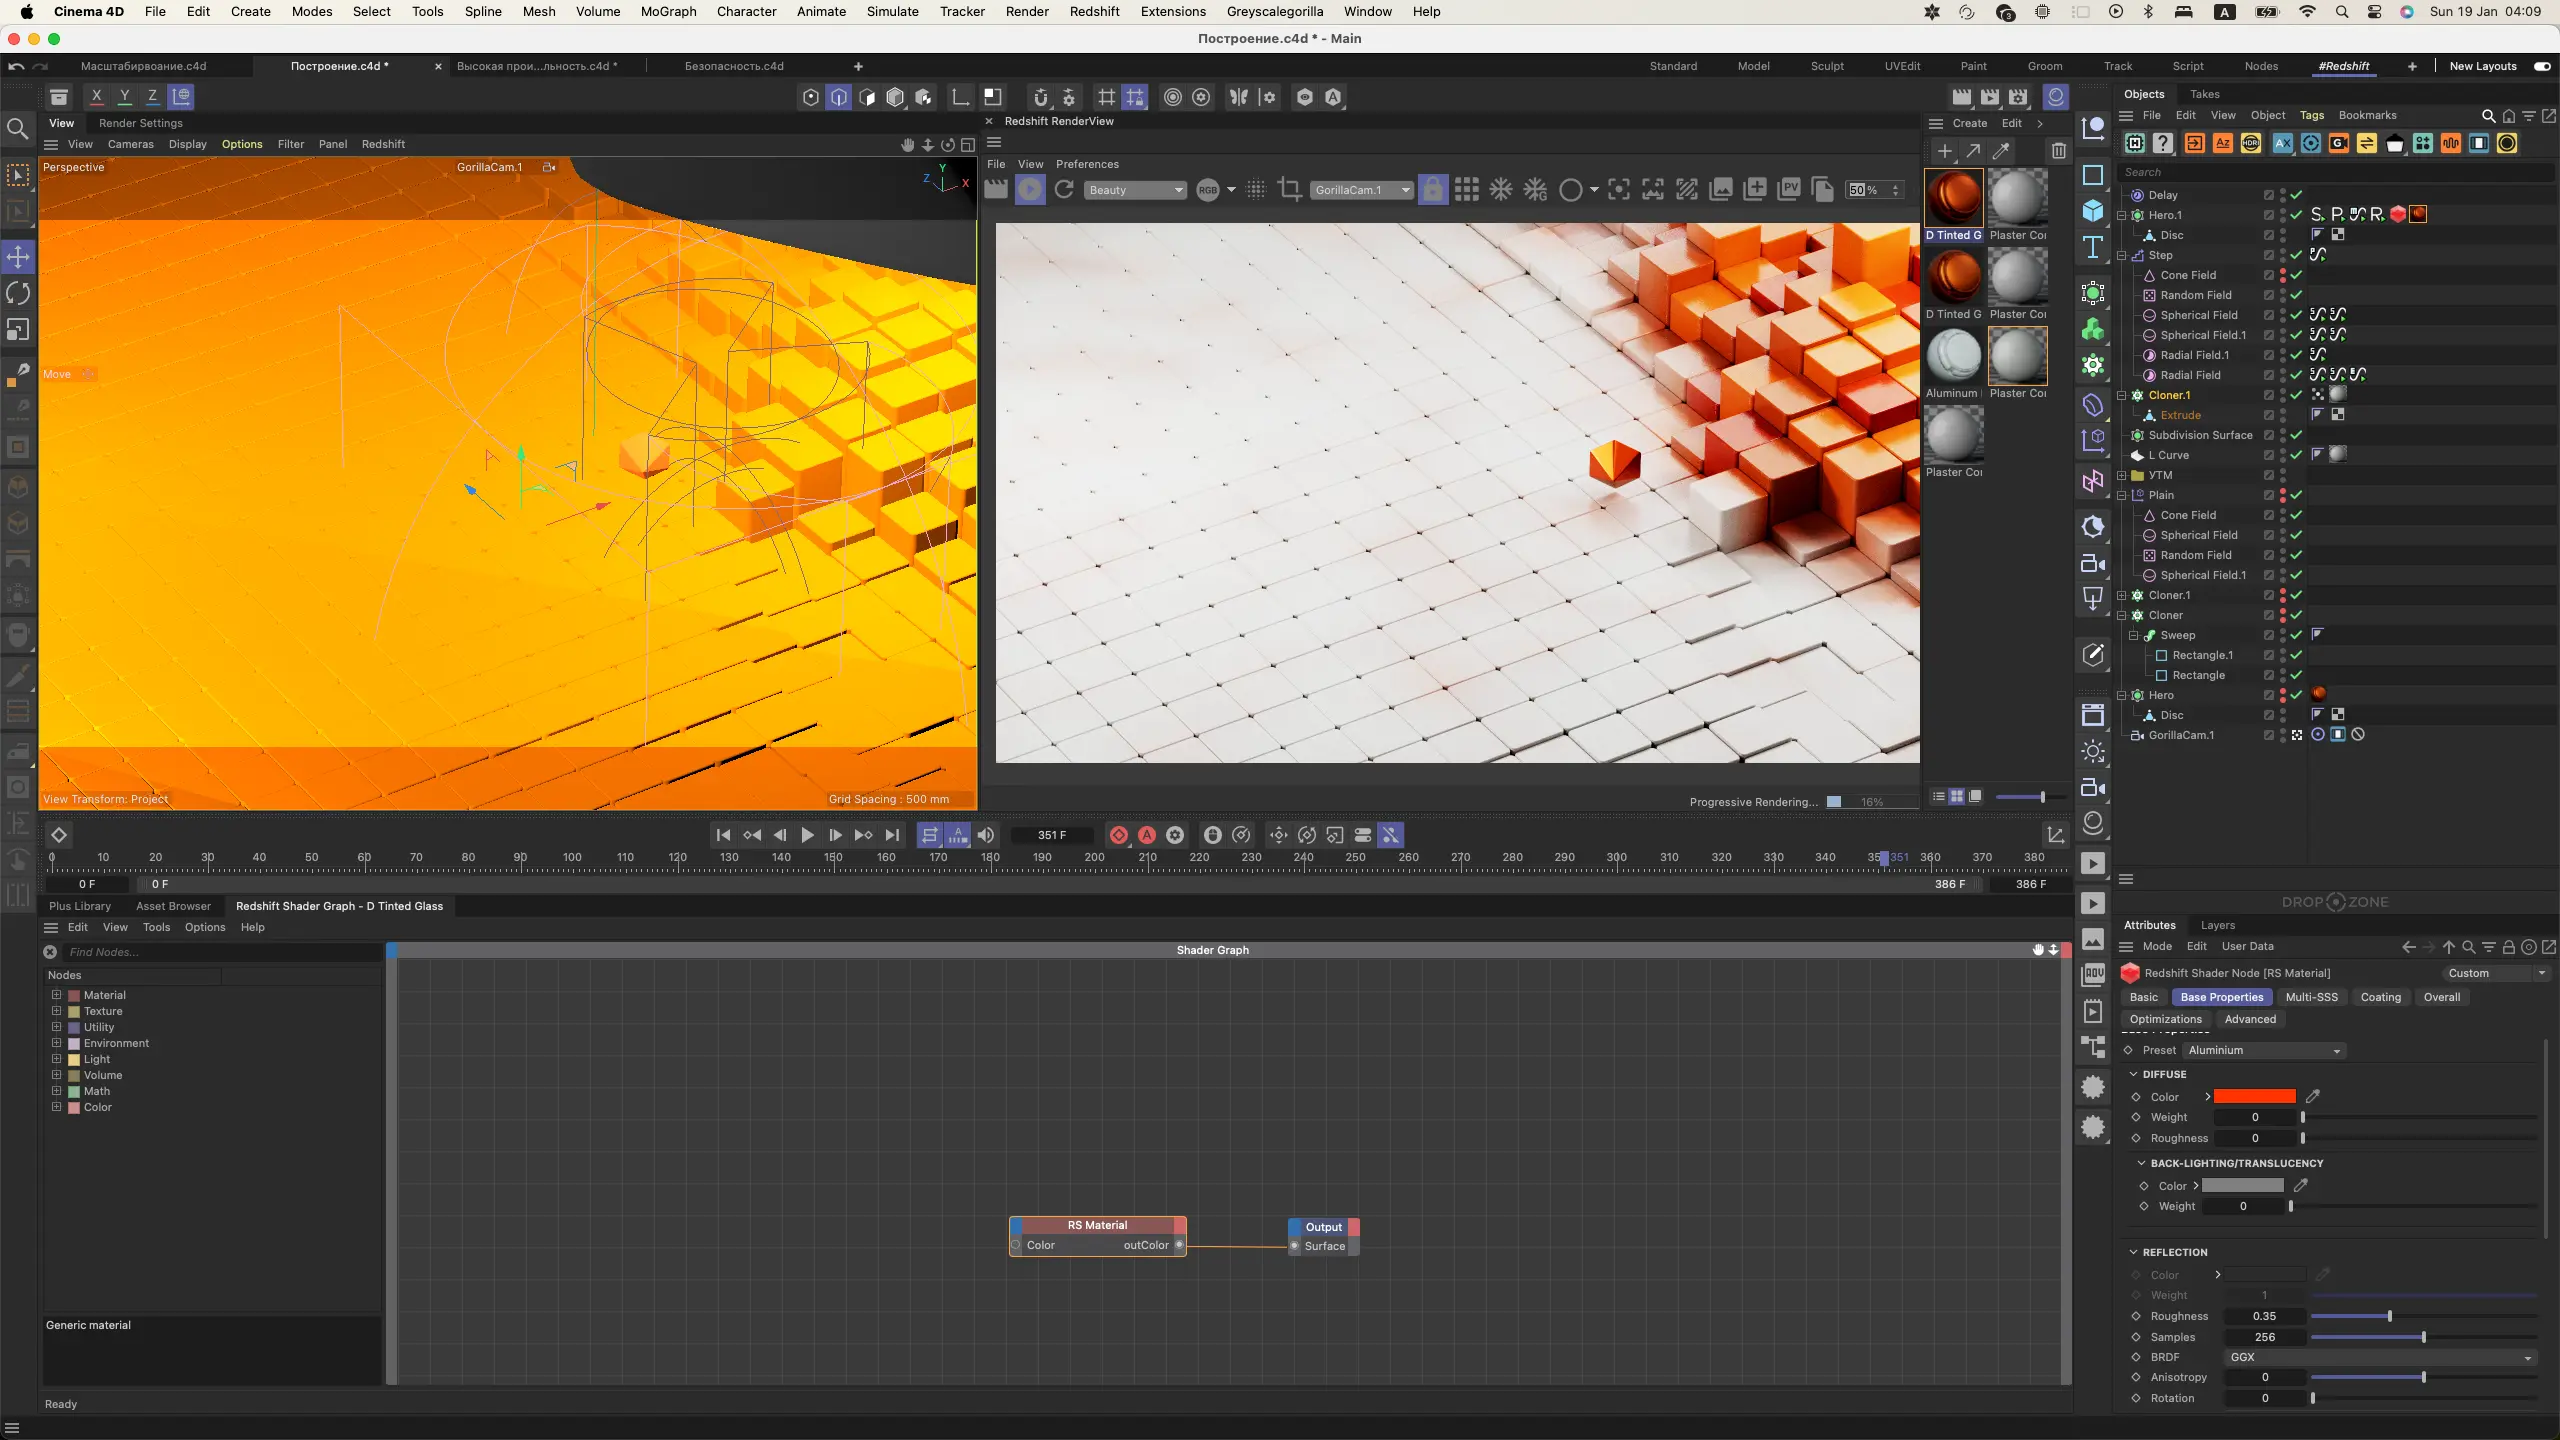 Cinema 4D File Edit Create Modes Select Tools Spline Mesh Volume MoGraph Character Animate Simulate Tracker Render Redshift Extensions Greyscalegorilla Window Help
3 A Sun 19 Jan 04:09
Построение.c4d * - Main
Масштабирвоание.c4d Построение.c4d * Высокая прои...льность.c4d * Безопасность.c4d
Standard Model Sculpt UVEdit Paint Groom Track Script Nodes #Redshift New Layouts
X Y Z
View Render Settings
View Cameras Display Options Filter Panel Redshift
Perspective
GorillaCam.1
Y
Z X
Move
View Transform: Project
Grid Spacing : 500 mm
Redshift RenderView
File View Preferences
Beauty RGB GorillaCam.1 PV 50 %
Progressive Rendering... 16%
Create Edit
D Tinted G Plaster Cor
D Tinted G Plaster Cor
Aluminum Plaster Cor
Plaster Cor
Objects Takes
File Edit View Object Tags Bookmarks
Search
Delay
Hero.1
Disc
Step
Cone Field
Random Field
Spherical Field
Spherical Field.1
Radial Field.1
Radial Field
Cloner.1
Extrude
Subdivision Surface
L Curve
УТМ
Plain
Cone Field
Spherical Field
Random Field
Spherical Field.1
Cloner.1
Cloner
Sweep
Rectangle.1
Rectangle
Hero
Disc
GorillaCam.1
351 F
0 10 20 30 40 50 60 70 80 90 100 110 120 130 140 150 160 170 180 190 200 210 220 230 240 250 260 270 280 290 300 310 320 330 340 351 360 370 380
0 F 0 F 386 F 386 F
Plus Library Asset Browser Redshift Shader Graph - D Tinted Glass
Edit View Tools Options Help
Find Nodes...
Shader Graph
Nodes
Material
Texture
Utility
Environment
Light
Volume
Math
Color
Generic material
RS Material
Color outColor
Output
Surface
Ready
AOV
DROP ZONE
Attributes Layers
Mode Edit User Data
Redshift Shader Node [RS Material] Custom
Basic Base Properties Multi-SSS Coating Overall
Optimizations Advanced
Base Properties
Preset Aluminium
DIFFUSE
Color
Weight 0
Roughness 0
BACK-LIGHTING/TRANSLUCENCY
Color
Weight 0
REFLECTION
Color
Weight 1
Roughness 0.35
Samples 256
BRDF GGX
Anisotropy 0
Rotation 0